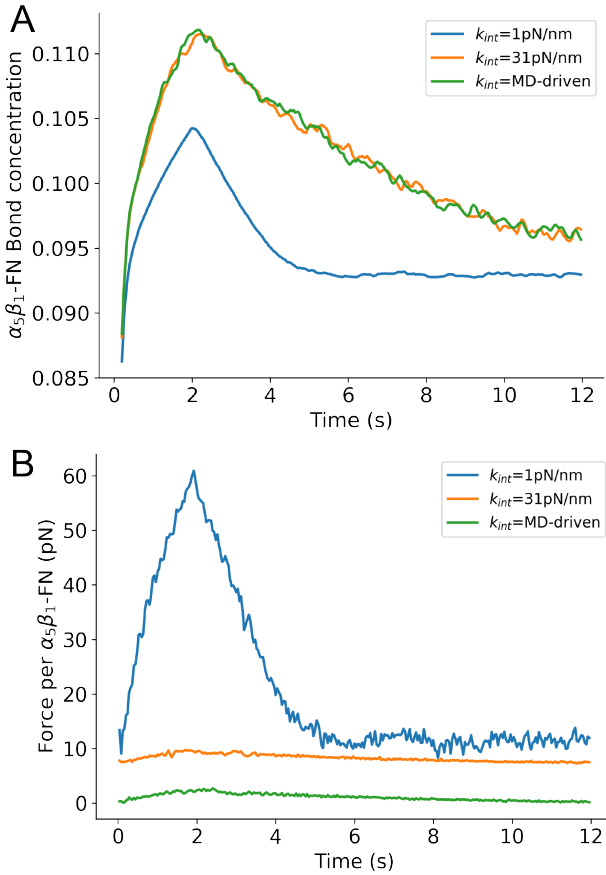 A
α5β1-FN Bond concentration
0.110
0.105
0.100
0.095
0.090
0.085
kint=1pN/nm
kint=31pN/nm
kint=MD-driven
0 2 4 6 8 10 12
Time (s)
B
Force per α5β1-FN (pN)
60
50
40
30
20
10
0
kint=1pN/nm
kint=31pN/nm
kint=MD-driven
0 2 4 6 8 10 12
Time (s)